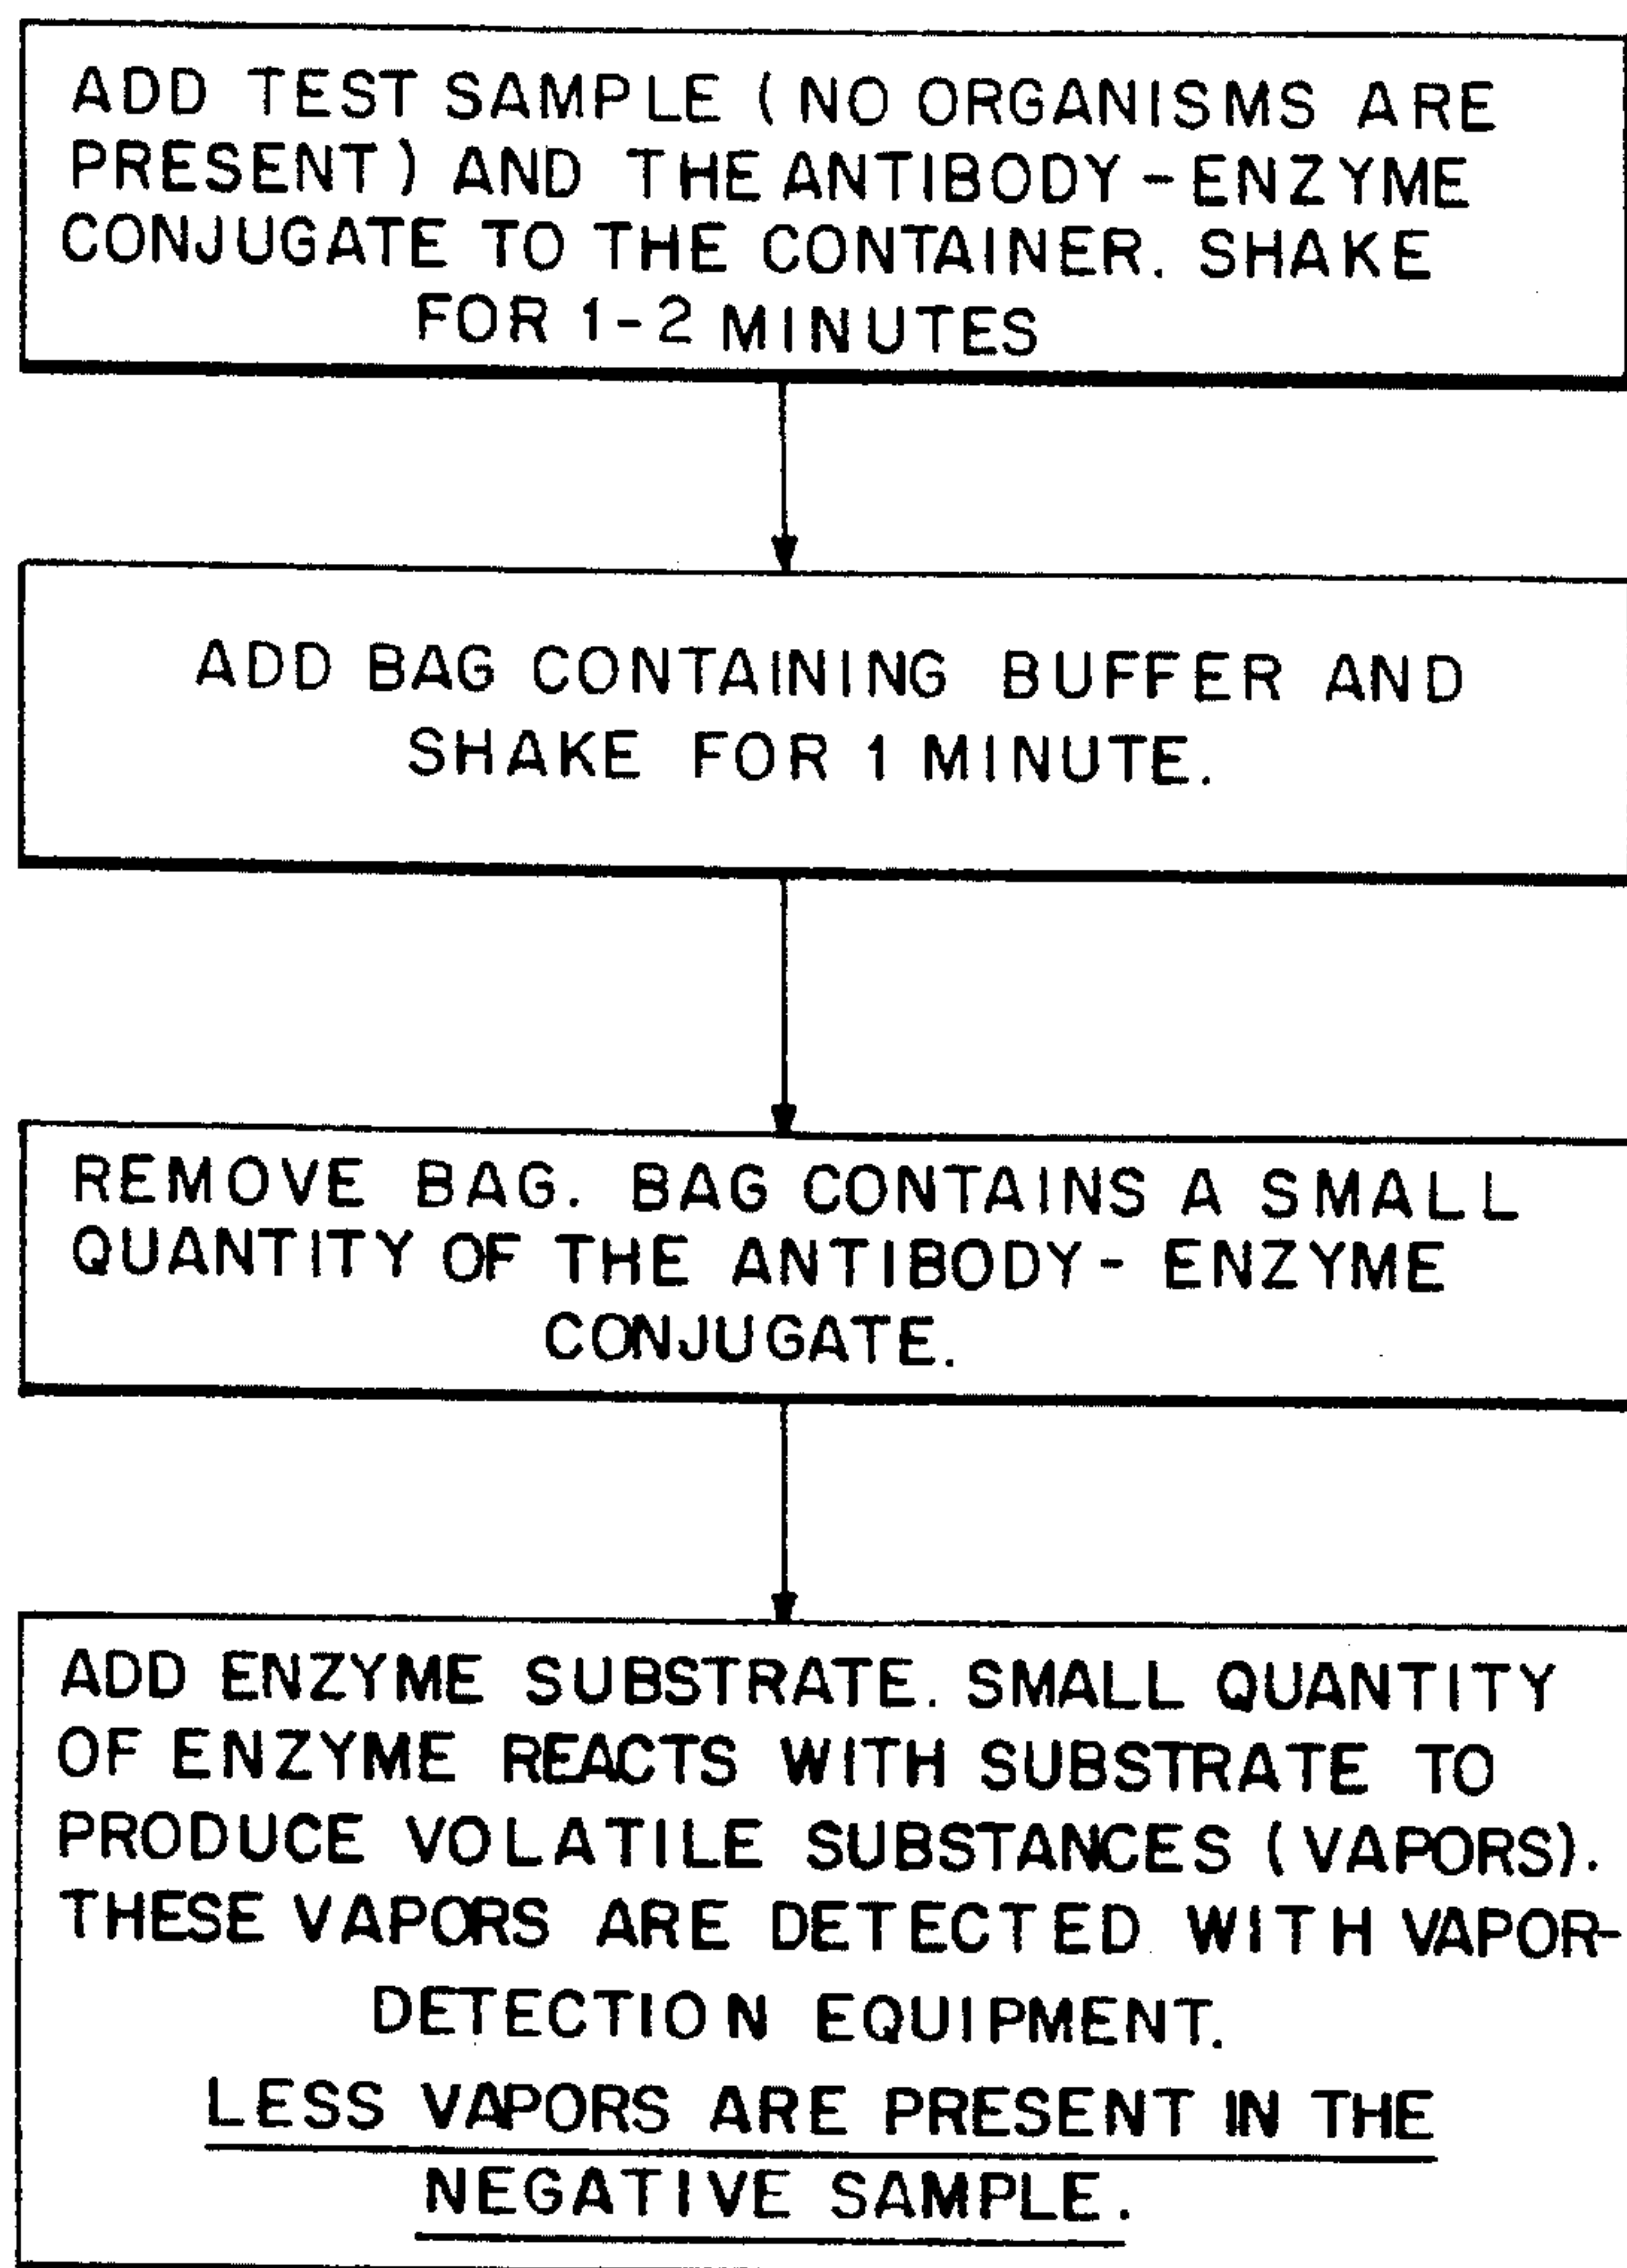 ADD TEST SAMPLE (NO ORGANISMS ARE
PRESENT) AND THE ANTIBODY-ENZYME
CONJUGATE TO THE CONTAINER. SHAKE
FOR 1-2 MINUTES
ADD BAG CONTAINING BUFFER AND
SHAKE FOR 1 MINUTE.
REMOVE BAG. BAG CONTAINS A SMALL
QUANTITY OF THE ANTIBODY-ENZYME
CONJUGATE.
ADD ENZYME SUBSTRATE. SMALL QUANTITY
OF ENZYME REACTS WITH SUBSTRATE TO
PRODUCE VOLATILE SUBSTANCES (VAPORS).
THESE VAPORS ARE DETECTED WITH VAPOR-
DETECTION EQUIPMENT.
LESS VAPORS ARE PRESENT IN THE
NEGATIVE SAMPLE.